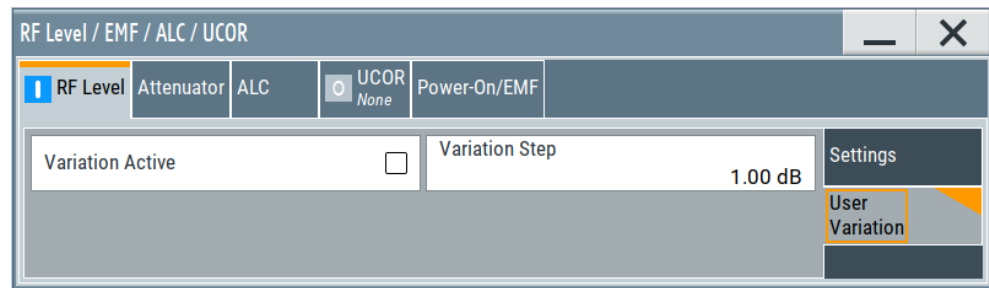 RF Level / EMF / ALC / UCOR
RF Level
Attenuator
ALC
UCOR
None
Power-On/EMF
Variation Active
Variation Step
1.00 dB
Settings
User
Variation